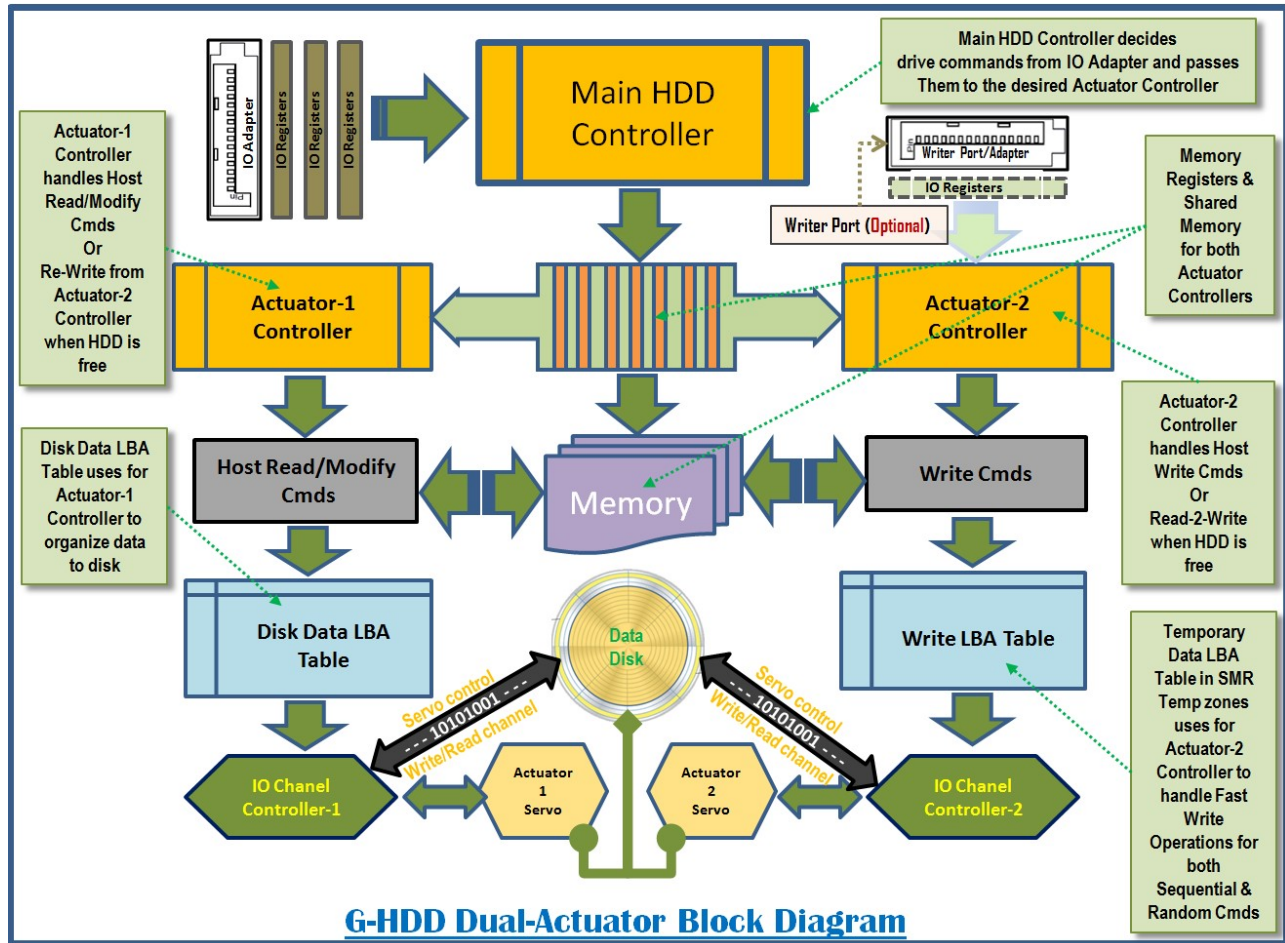 Main HDD Controller decides
drive commands from IO Adapter and passes
Them to the desired Actuator Controller
IO Adapter
Pin
IO Registers
IO Registers
IO Registers
Main HDD
Controller
Pin
Writer Port/Adapter
IO Registers
Writer Port (Optional)
Actuator-1
Controller
handles Host
Read/Modify
Cmds
Or
Re-Write from
Actuator-2
Controller
when HDD is
free
Memory
Registers &
Shared
Memory
for both
Actuator
Controllers
Actuator-1
Controller
Actuator-2
Controller
Disk Data LBA
Table uses for
Actuator-1
Controller to
organize data
to disk
Host Read/Modify
Cmds
Memory
Write Cmds
Actuator-2
Controller
handles Host
Write Cmds
Or
Read-2-Write
when HDD is
free
Disk Data LBA
Table
Data
Disk
Write LBA Table
Temporary
Data LBA
Table in SMR
Temp zones
uses for
Actuator-2
Controller to
handle Fast
Write
Operations for
both
Sequential &
Random Cmds
Servo control
- - - 10101001 - - -
Write/Read channel
Servo control
- - - 10101001 - - -
Write/Read channel
IO Chanel
Controller-1
Actuator
1
Servo
Actuator
2
Servo
IO Chanel
Controller-2
G-HDD Dual-Actuator Block Diagram